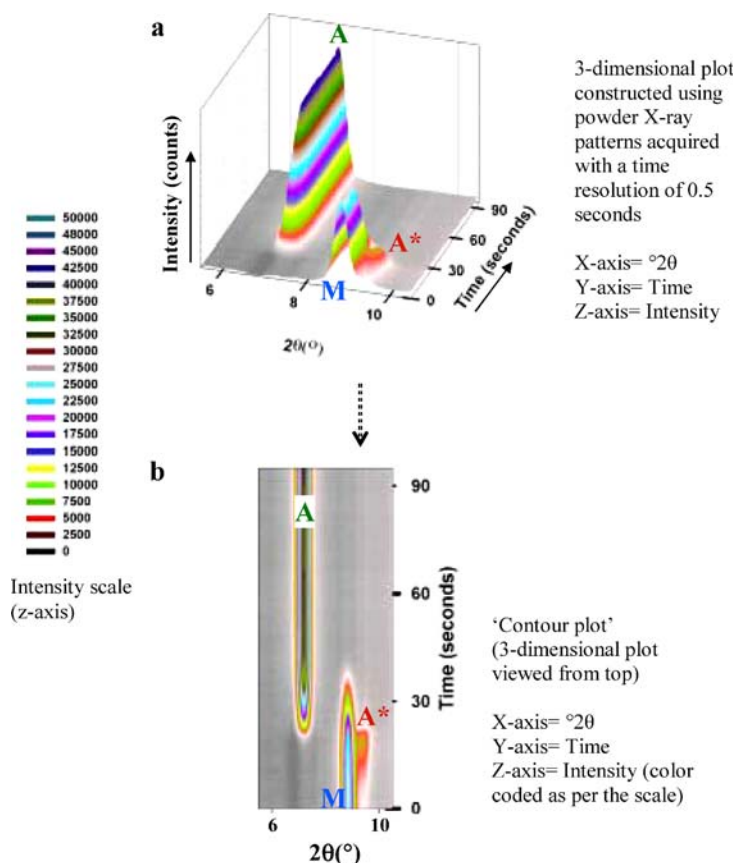 a
A
A*
M
Intensity (counts)
6
8
10
2θ(°)
0
30
60
90
Time (seconds)
3-dimensional plot
constructed using
powder X-ray
patterns acquired
with a time
resolution of 0.5
seconds
X-axis= °2θ
Y-axis= Time
Z-axis= Intensity
50000
48000
45000
42500
40000
37500
35000
32500
30000
27500
25000
22500
20000
17500
15000
12500
10000
7500
5000
2500
0
Intensity scale
(z-axis)
b
A
A*
M
90
60
30
0
Time (seconds)
6
10
2θ(°)
‘Contour plot’
(3-dimensional plot
viewed from top)
X-axis= °2θ
Y-axis= Time
Z-axis= Intensity (color
coded as per the scale)